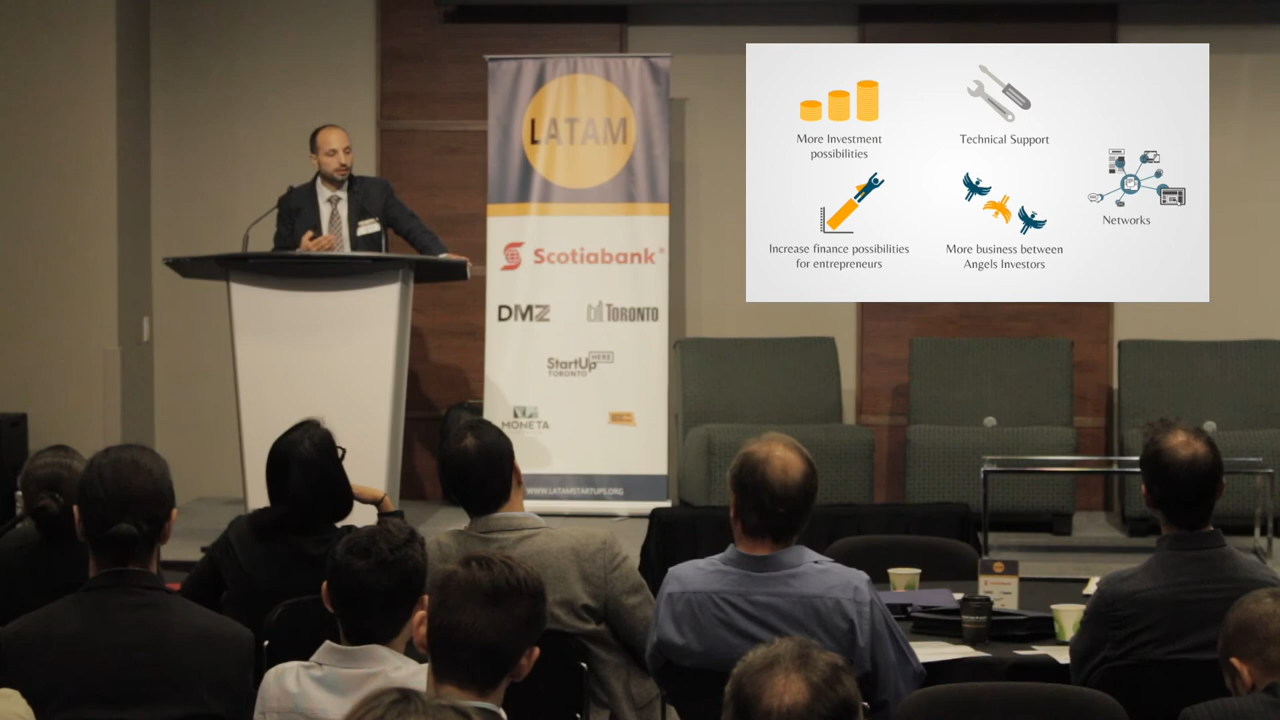 LATAM
Scotiabank
DMZ
TORONTO
StartUp HERE
TORONTO
MONETA
WWW.LATAMSTARTUPS.ORG
More Investment
possibilities
Technical Support
Increase finance possibilities
for entrepreneurs
More business between
Angels Investors
Networks